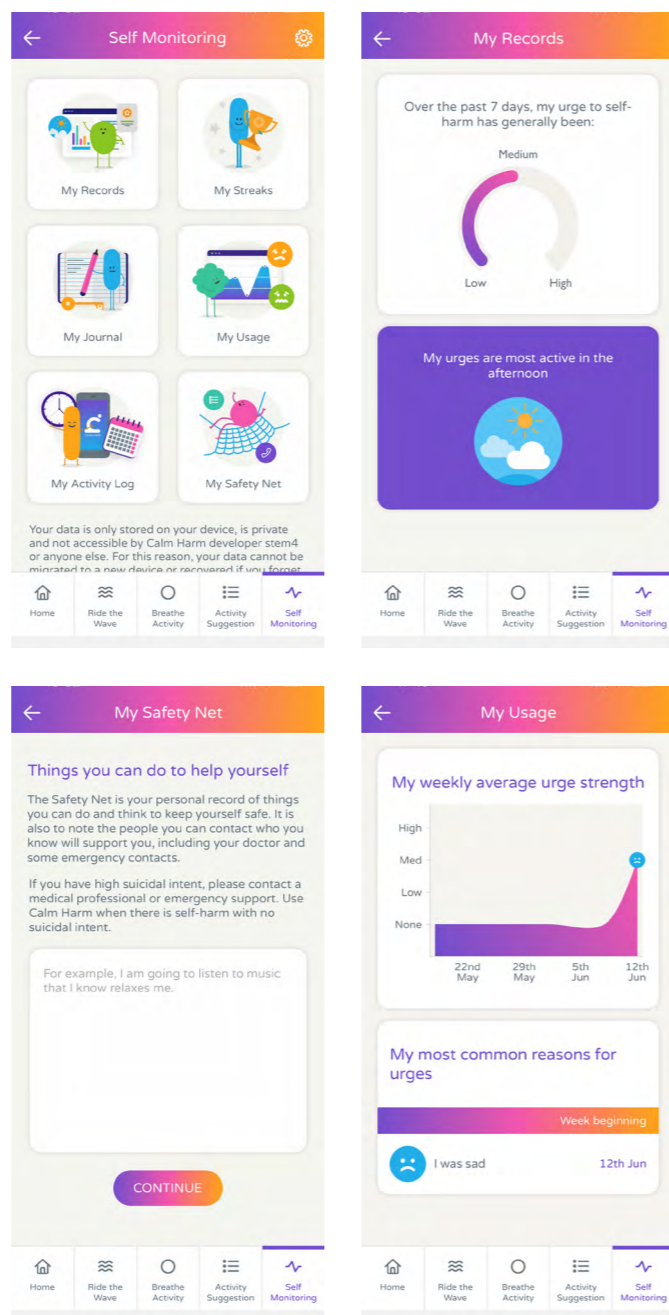 Self Monitoring
My Records
My Streaks
My Journal
My Usage
My Activity Log
My Safety Net
Your data is only stored on your device, is private
and not accessible by Calm Harm developer stem4
or anyone else. For this reason, your data cannot be
migrated to a new device or recovered if you forget
Home
Ride the
Wave
Breathe
Activity
Activity
Suggestion
Self
Monitoring
My Records
Over the past 7 days, my urge to self-
harm has generally been:
Medium
Low
High
My urges are most active in the
afternoon
Home
Ride the
Wave
Breathe
Activity
Activity
Suggestion
Self
Monitoring
My Safety Net
Things you can do to help yourself
The Safety Net is your personal record of things
you can do and think to keep yourself safe. It is
also to note the people you can contact who you
know will support you, including your doctor and
some emergency contacts.
If you have high suicidal intent, please contact a
medical professional or emergency support. Use
Calm Harm when there is self-harm with no
suicidal intent.
For example, I am going to listen to music
that I know relaxes me.
CONTINUE
Home
Ride the
Wave
Breathe
Activity
Activity
Suggestion
Self
Monitoring
My Usage
My weekly average urge strength
High
Med
Low
None
22nd
May
29th
May
5th
Jun
12th
Jun
My most common reasons for
urges
Week beginning
I was sad
12th Jun
Home
Ride the
Wave
Breathe
Activity
Activity
Suggestion
Self
Monitoring